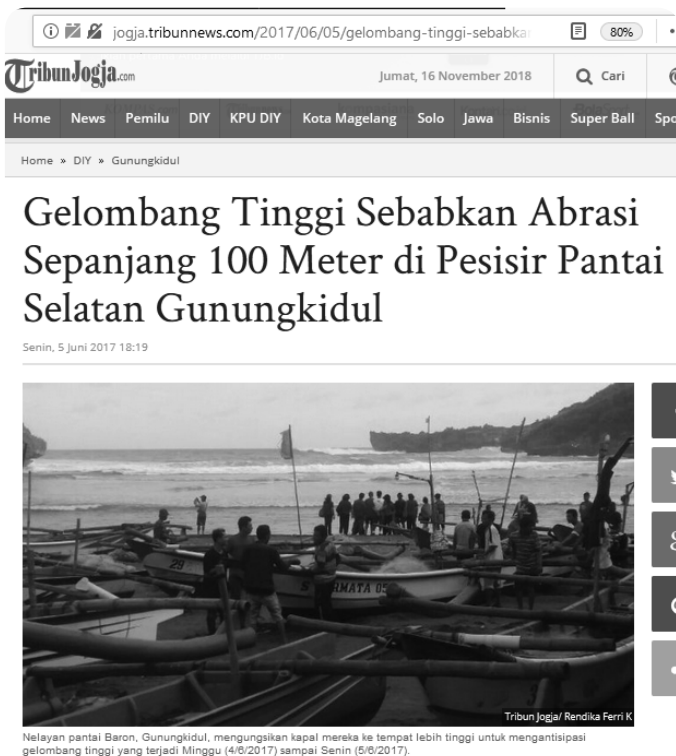 jogja.tribunnews.com/2017/06/05/gelombang-tinggi-sebabka
80%
TribunJogja.com
Jumat, 16 November 2018
Cari
Home News Pemilu DIY KPU DIY Kota Magelang Solo Jawa Bisnis Super Ball Spo
Home » DIY » Gunungkidul
Gelombang Tinggi Sebabkan Abrasi
Sepanjang 100 Meter di Pesisir Pantai
Selatan Gunungkidul
Senin, 5 Juni 2017 18:19
29
S
RMATA 05
Tribun Jogja/ Rendika Ferri K
Nelayan pantai Baron, Gunungkidul, mengungsikan kapal mereka ke tempat lebih tinggi untuk mengantisipasi
gelombang tinggi yang terjadi Minggu (4/6/2017) sampai Senin (5/6/2017).